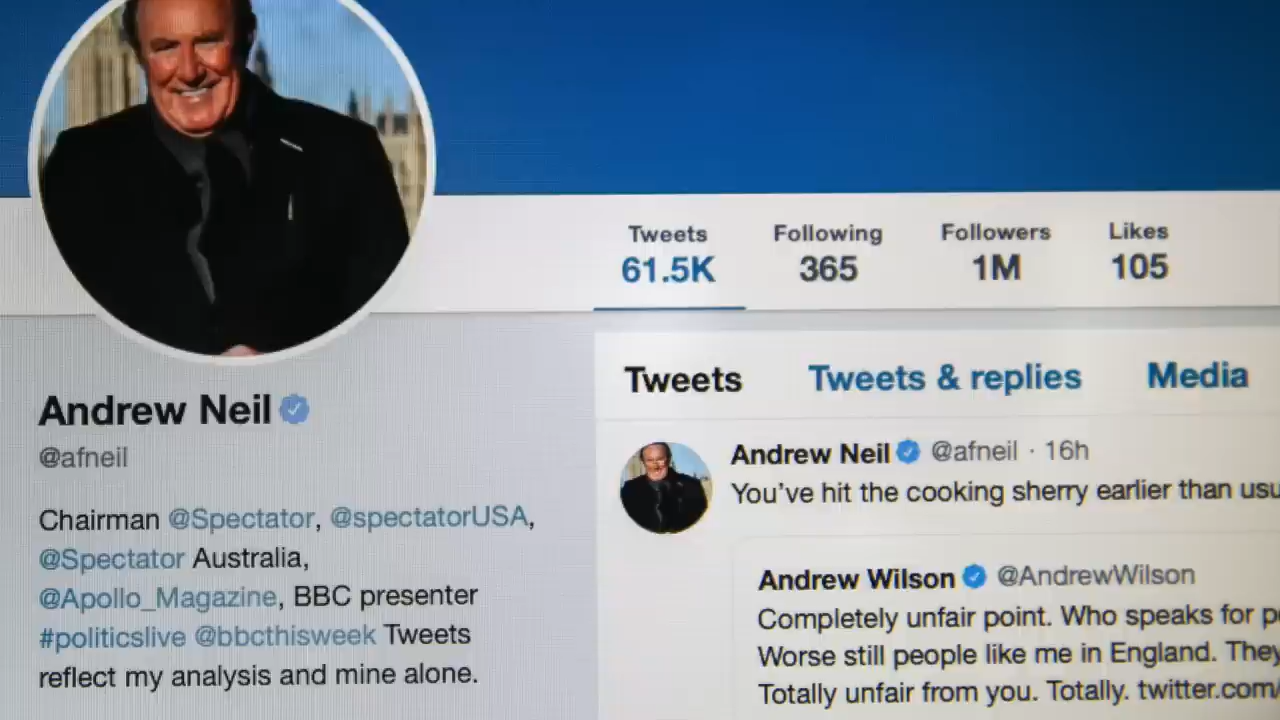 Tweets Following Followers Likes
61.5K 365 1M 105
Tweets Tweets & replies Media
Andrew Neil
@afneil
Chairman @Spectator, @spectatorUSA,
@Spectator Australia,
@Apollo_Magazine, BBC presenter
#politicslive @bbcthisweek Tweets
reflect my analysis and mine alone.
Andrew Neil @afneil · 16h
You've hit the cooking sherry earlier than
Andrew Wilson @AndrewWilson
Completely unfair point. Who speaks for
Worse still people like me in England. They
Totally unfair from you. Totally. twitter.com/